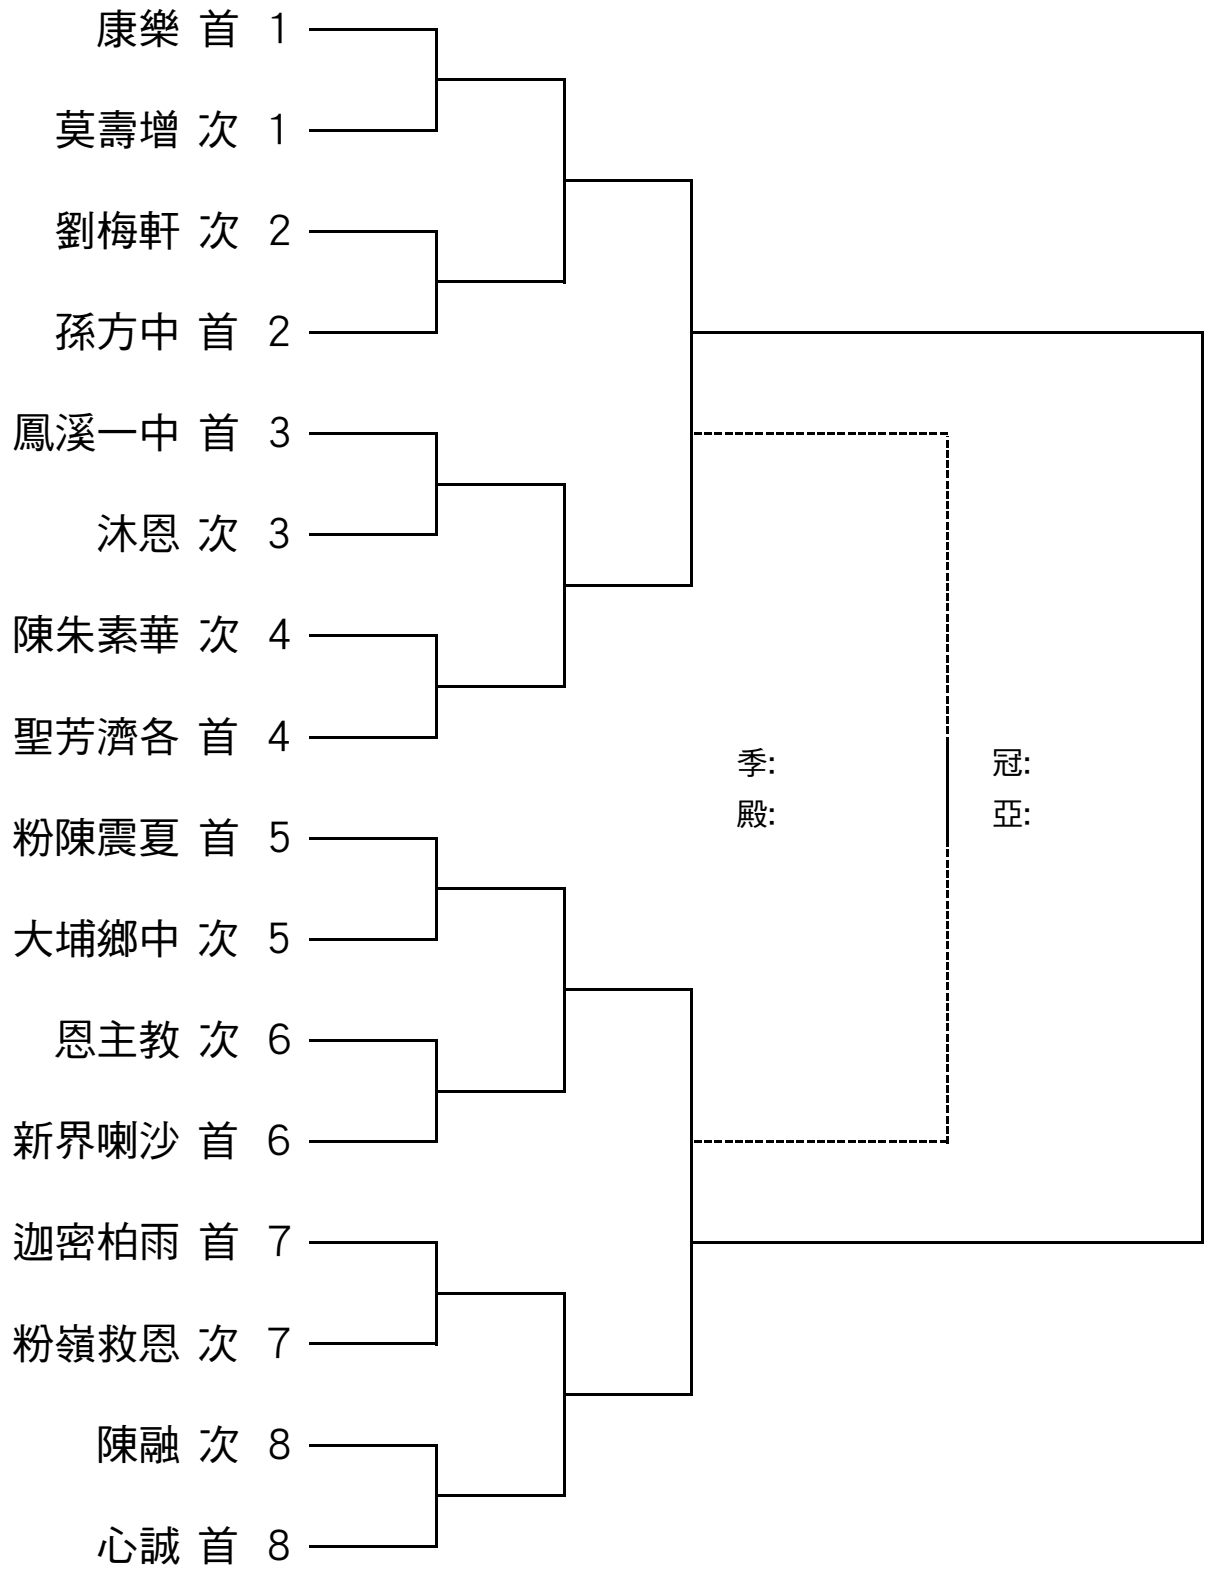 康樂 首 1
莫壽增 次 1
劉梅軒 次 2
孫方中 首 2
鳳溪一中 首 3
沐恩 次 3
陳朱素華 次 4
聖芳濟各 首 4
季: 冠:
殿: 亞:
粉陳震夏 首 5
大埔鄉中 次 5
恩主教 次 6
新界喇沙 首 6
迦密柏雨 首 7
粉嶺救恩 次 7
陳融 次 8
心誠 首 8